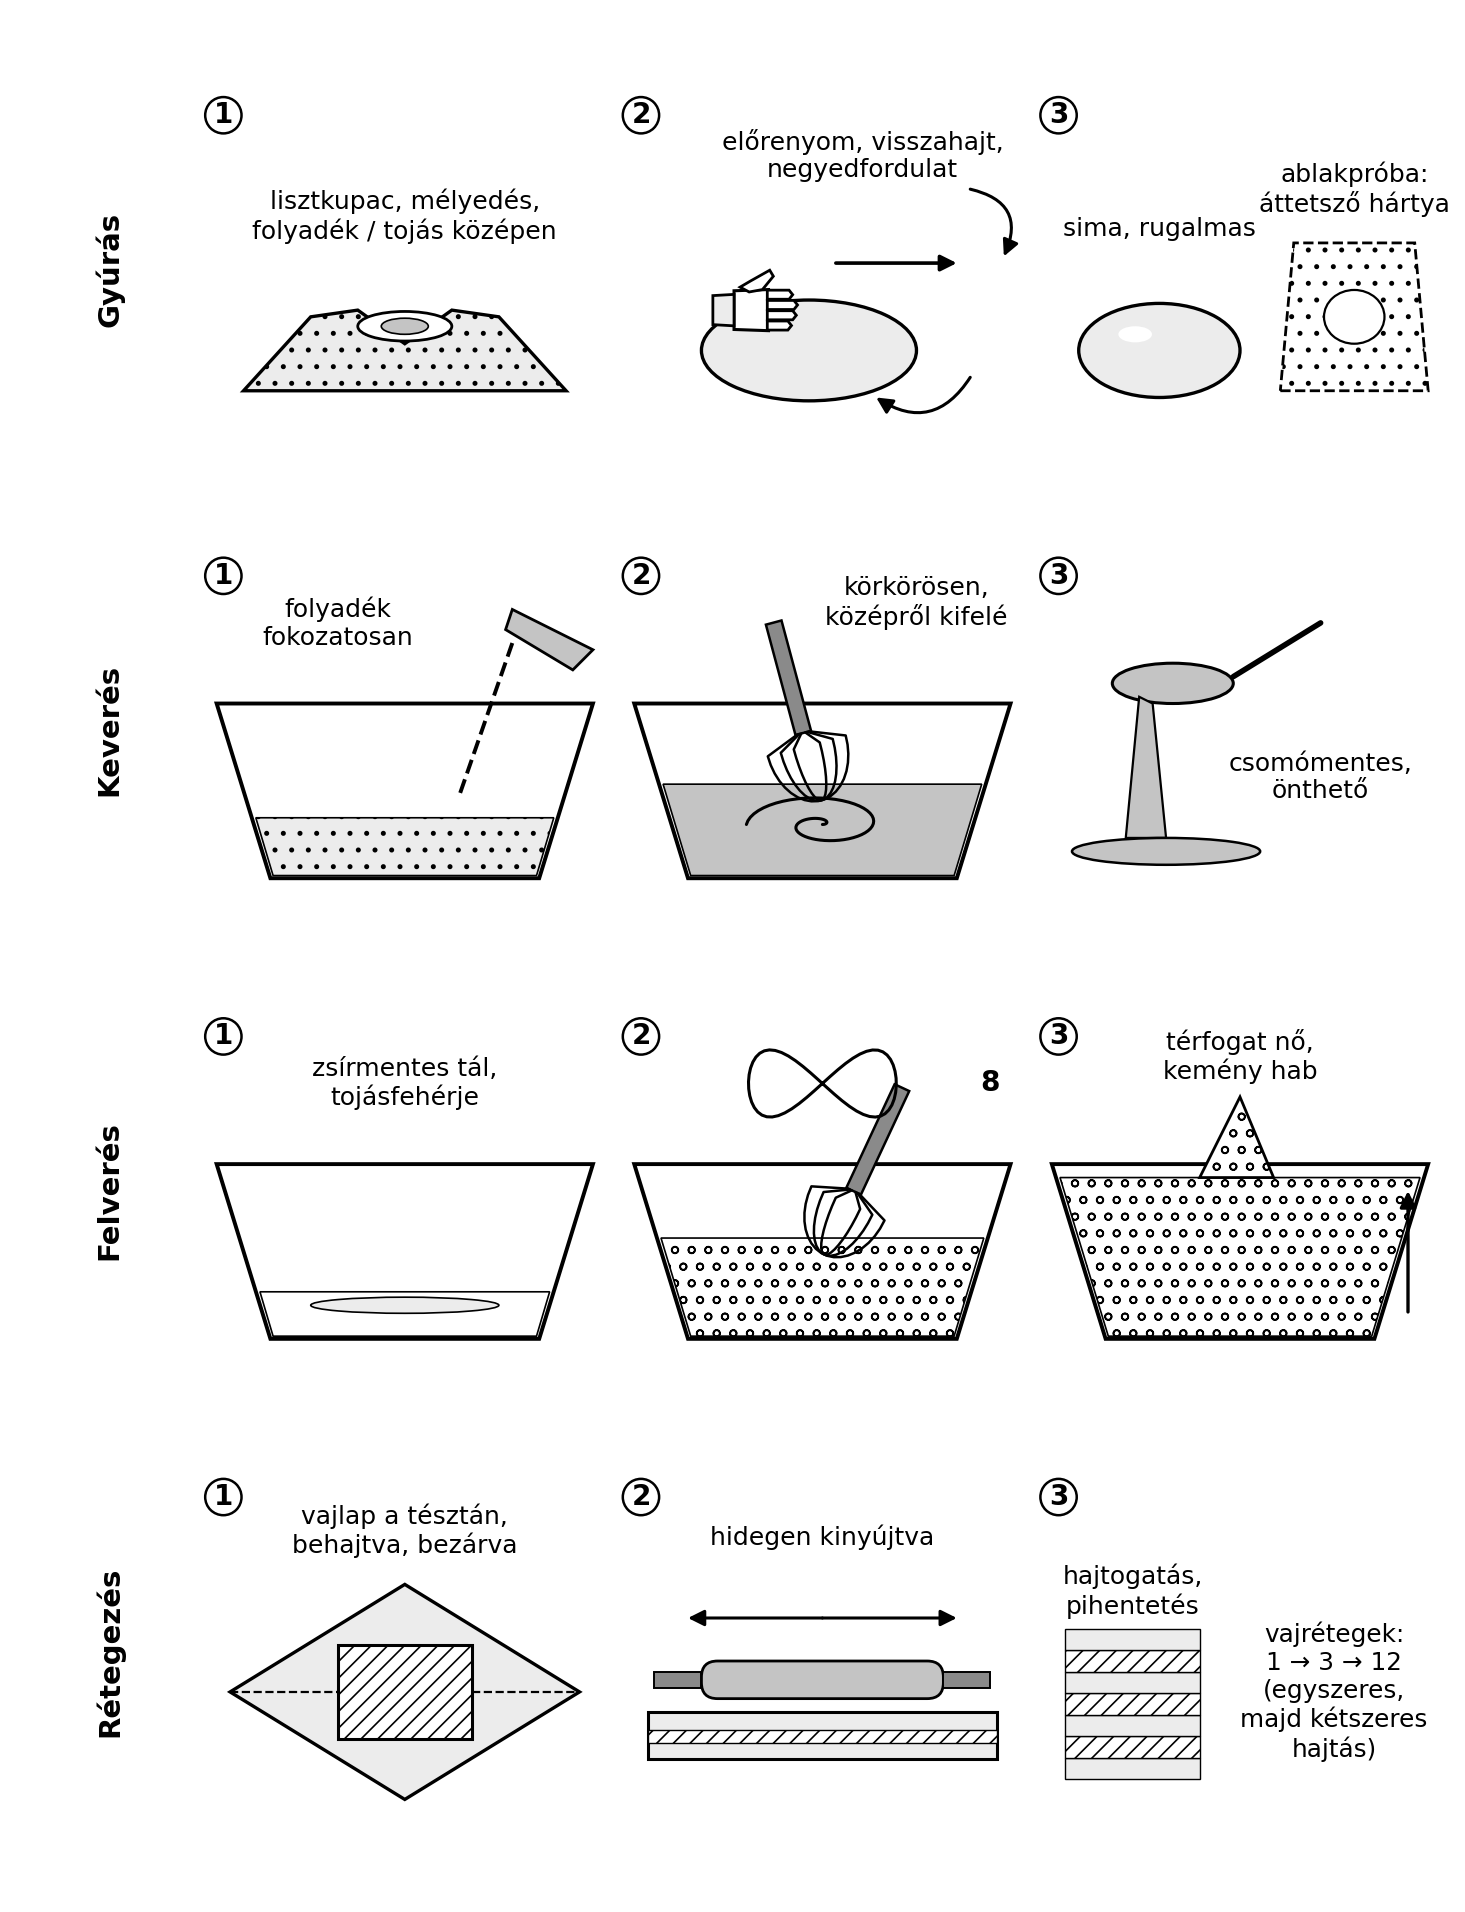 Gyúrás
1
lisztkupac, mélyedés,
folyadék / tojás középen
2
előrenyom, visszahajt,
negyedfordulat
3
sima, rugalmas
ablakpróba:
áttetsző hártya
Keverés
1
folyadék
fokozatosan
2
körkörösen,
középről kifelé
3
csomómentes,
önthető
Felverés
1
zsírmentes tál,
tojásfehérje
2
8
3
térfogat nő,
kemény hab
Rétegezés
1
vajlap a tésztán,
behajtva, bezárva
2
hidegen kinyújtva
3
hajtogatás,
pihentetés
vajrétegek:
1 → 3 → 12
(egyszeres,
majd kétszeres
hajtás)